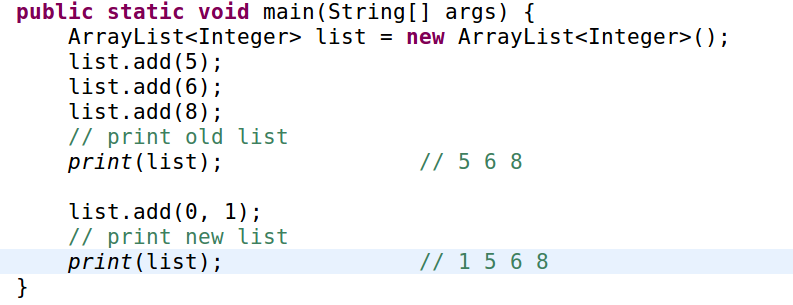 public static void main(String[] args) {
    ArrayList<Integer> list = new ArrayList<Integer>();
    list.add(5);
    list.add(6);
    list.add(8);
    // print old list
    print(list);               // 5 6 8
    list.add(0, 1);
    // print new list
    print(list);               // 1 5 6 8
}